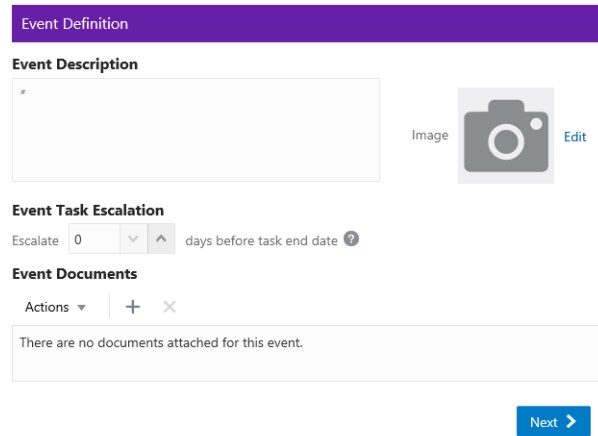 Event Definition
Event Description
*
Image
Edit
Event Task Escalation
Escalate 0 days before task end date ?
Event Documents
Actions
There are no documents attached for this event.
Next